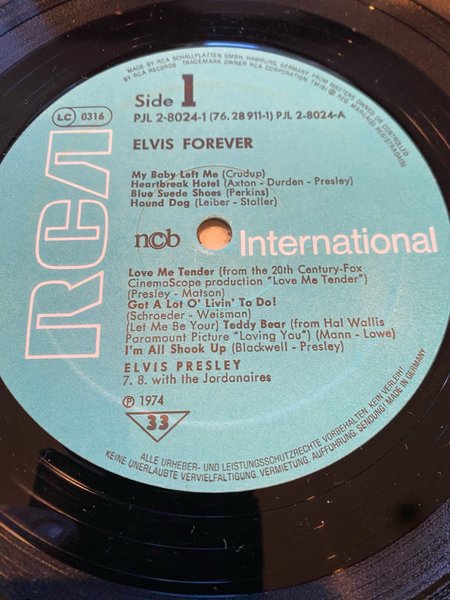 MADE BY RCA SCHALLPLATTEN GMBH, HAMBURG, GERMANY FROM MASTERS OWNED OR CONTROLLED
BY RCA RECORDS TRADEMARK OWNER RCA CORPORATION TM(S) ® REG MARCA(S) REGISTRADA(S)
LC 0316
Side 1
PJL 2-8024-1 (76.28 911-1) PJL 2-8024-A
ELVIS FOREVER
My Baby Left Me (Crudup)
Heartbreak Hotel (Axton - Durden - Presley)
Blue Suede Shoes (Perkins)
Hound Dog (Leiber - Stoller)
RCA
ncb
International
Love Me Tender (from the 20th Century-Fox
CinemaScope production "Love Me Tender")
(Presley - Matson)
Got A Lot O' Livin' To Do!
(Schroeder - Weisman)
(Let Me Be Your) Teddy Bear (from Hal Wallis
Paramount Picture "Loving You") (Mann - Lowe)
I'm All Shook Up (Blackwell - Presley)
ELVIS PRESLEY
7. 8. with the Jordanaires
℗ 1974
33
ALLE URHEBER- UND LEISTUNGSSCHUTZRECHTE VORBEHALTEN. KEIN VERLEIH!
KEINE UNERLAUBTE VERVIELFÄLTIGUNG, VERMIETUNG, AUFFÜHRUNG, SENDUNG! MADE IN GERMANY